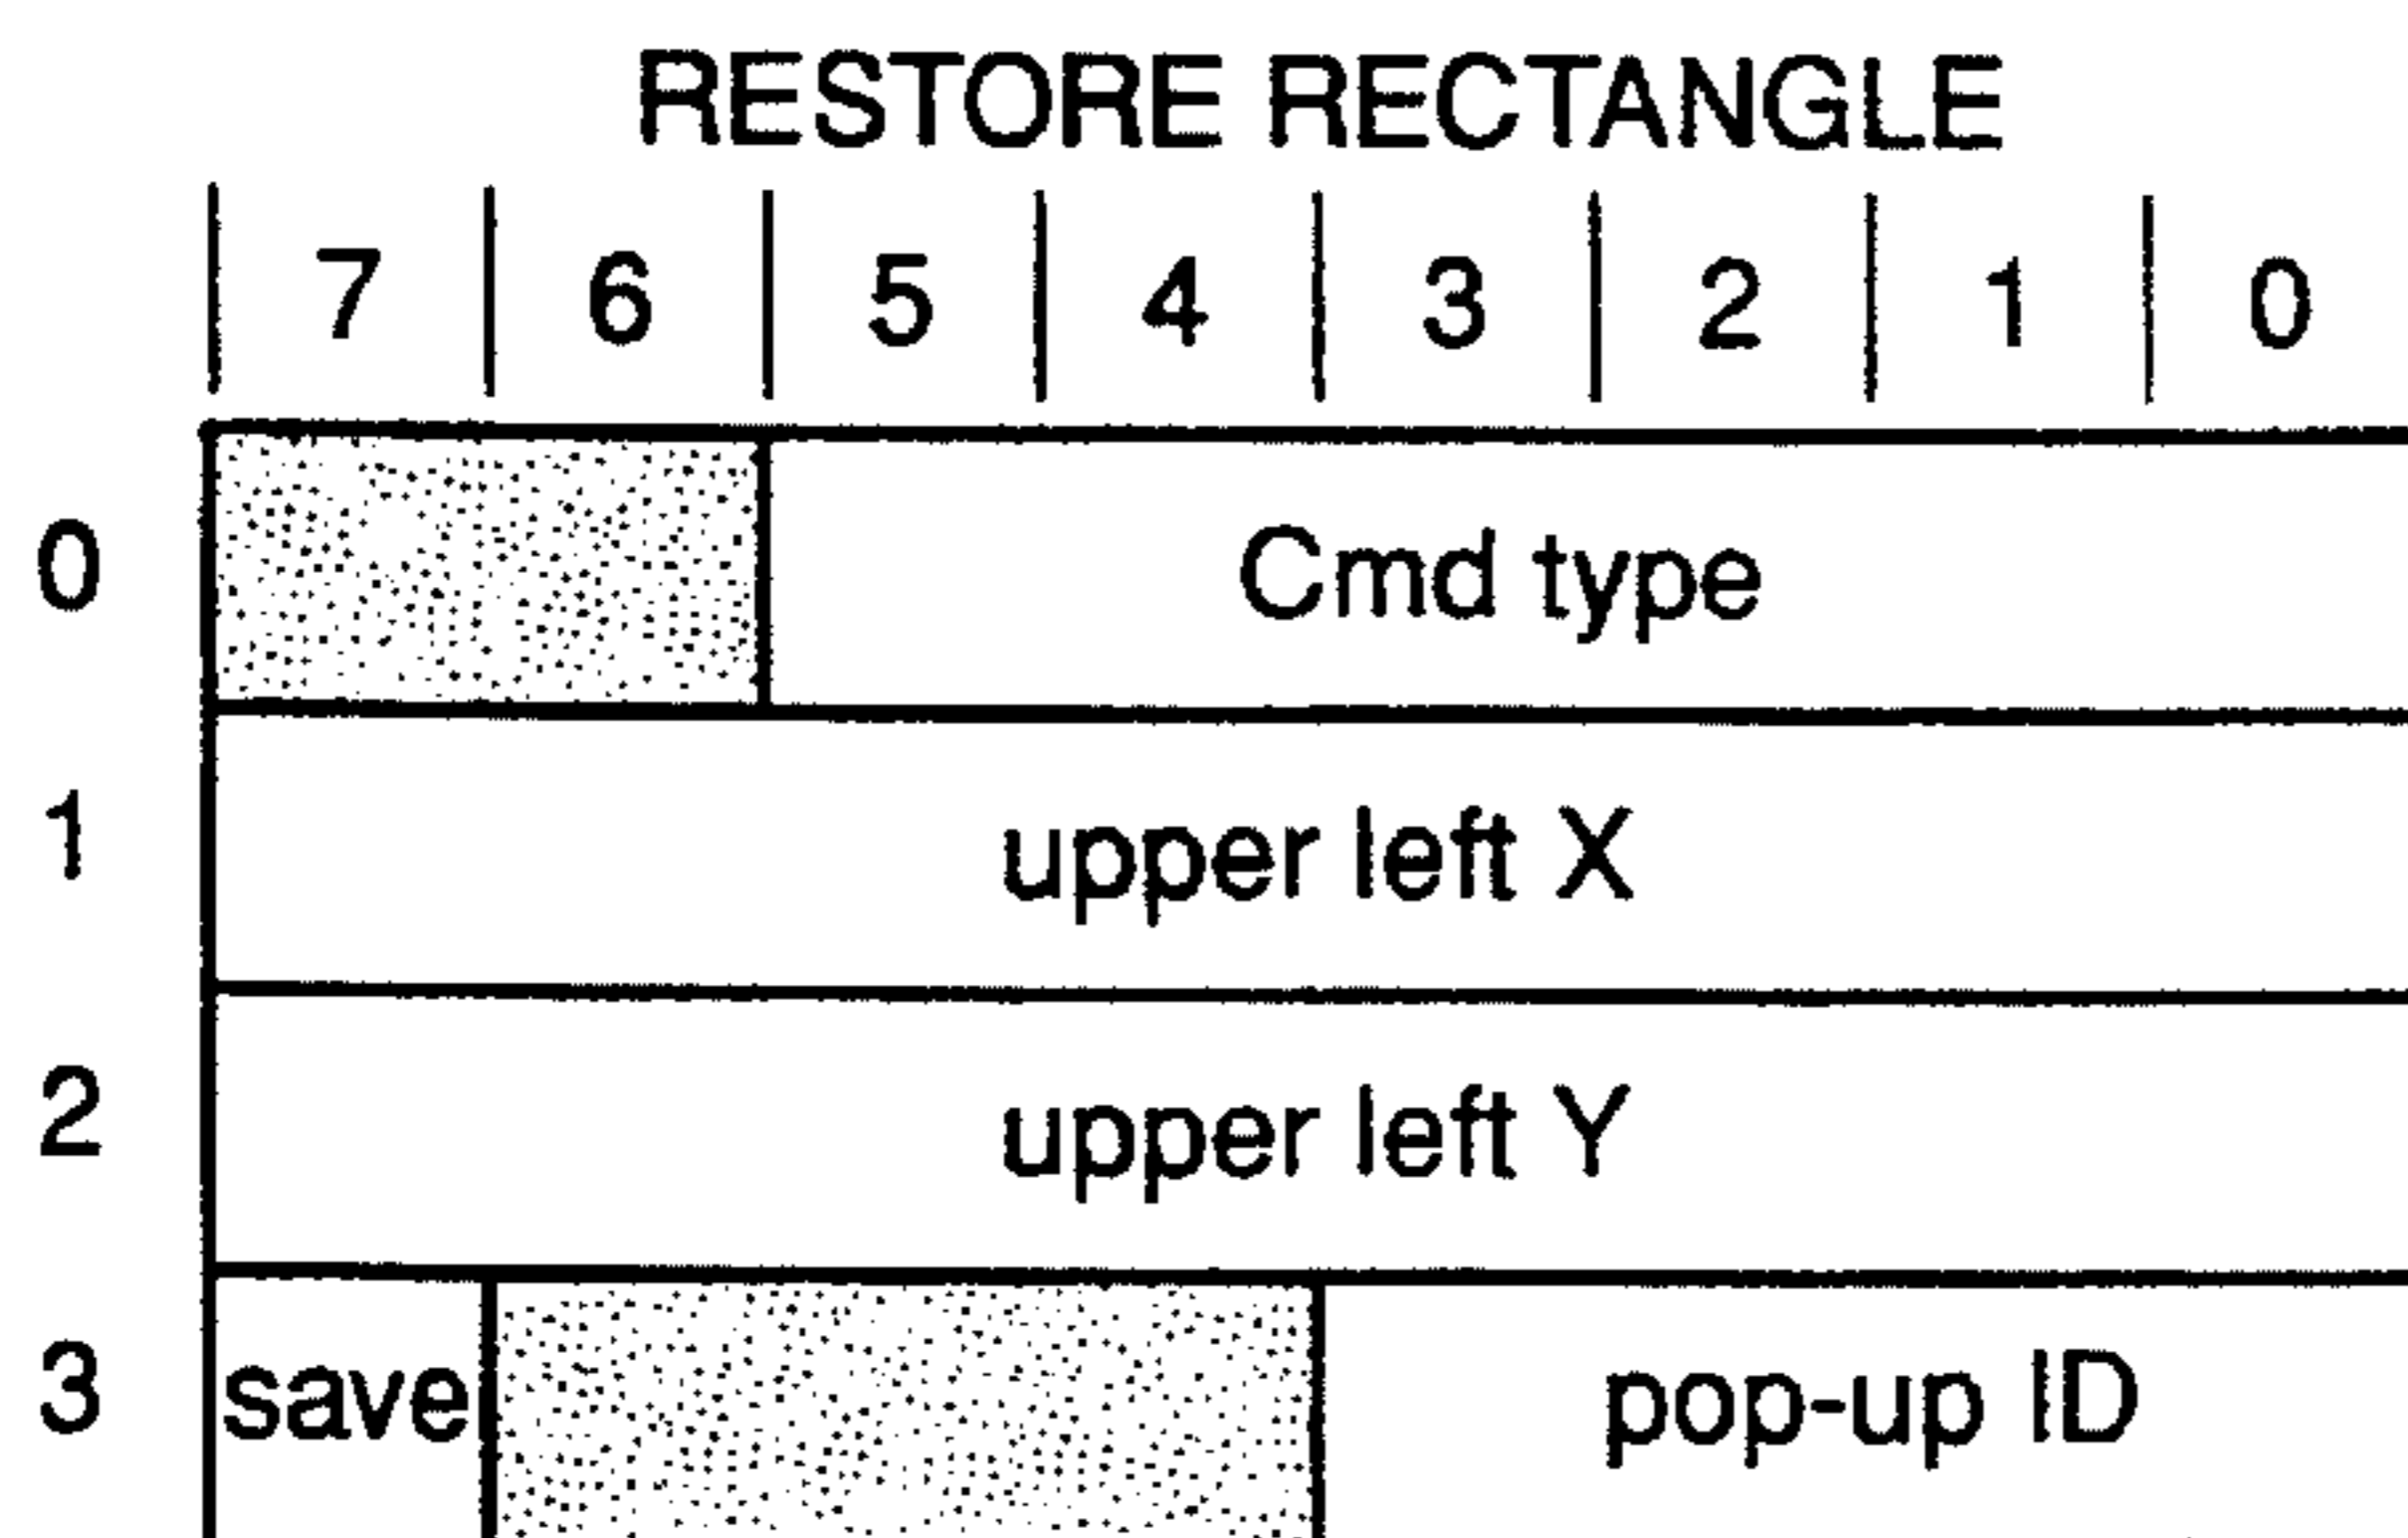 RESTORE RECTANGLE
7 6 5 4 3 2 1 0
0 Cmd type
1 upper left X
2 upper left Y
3 save pop-up ID